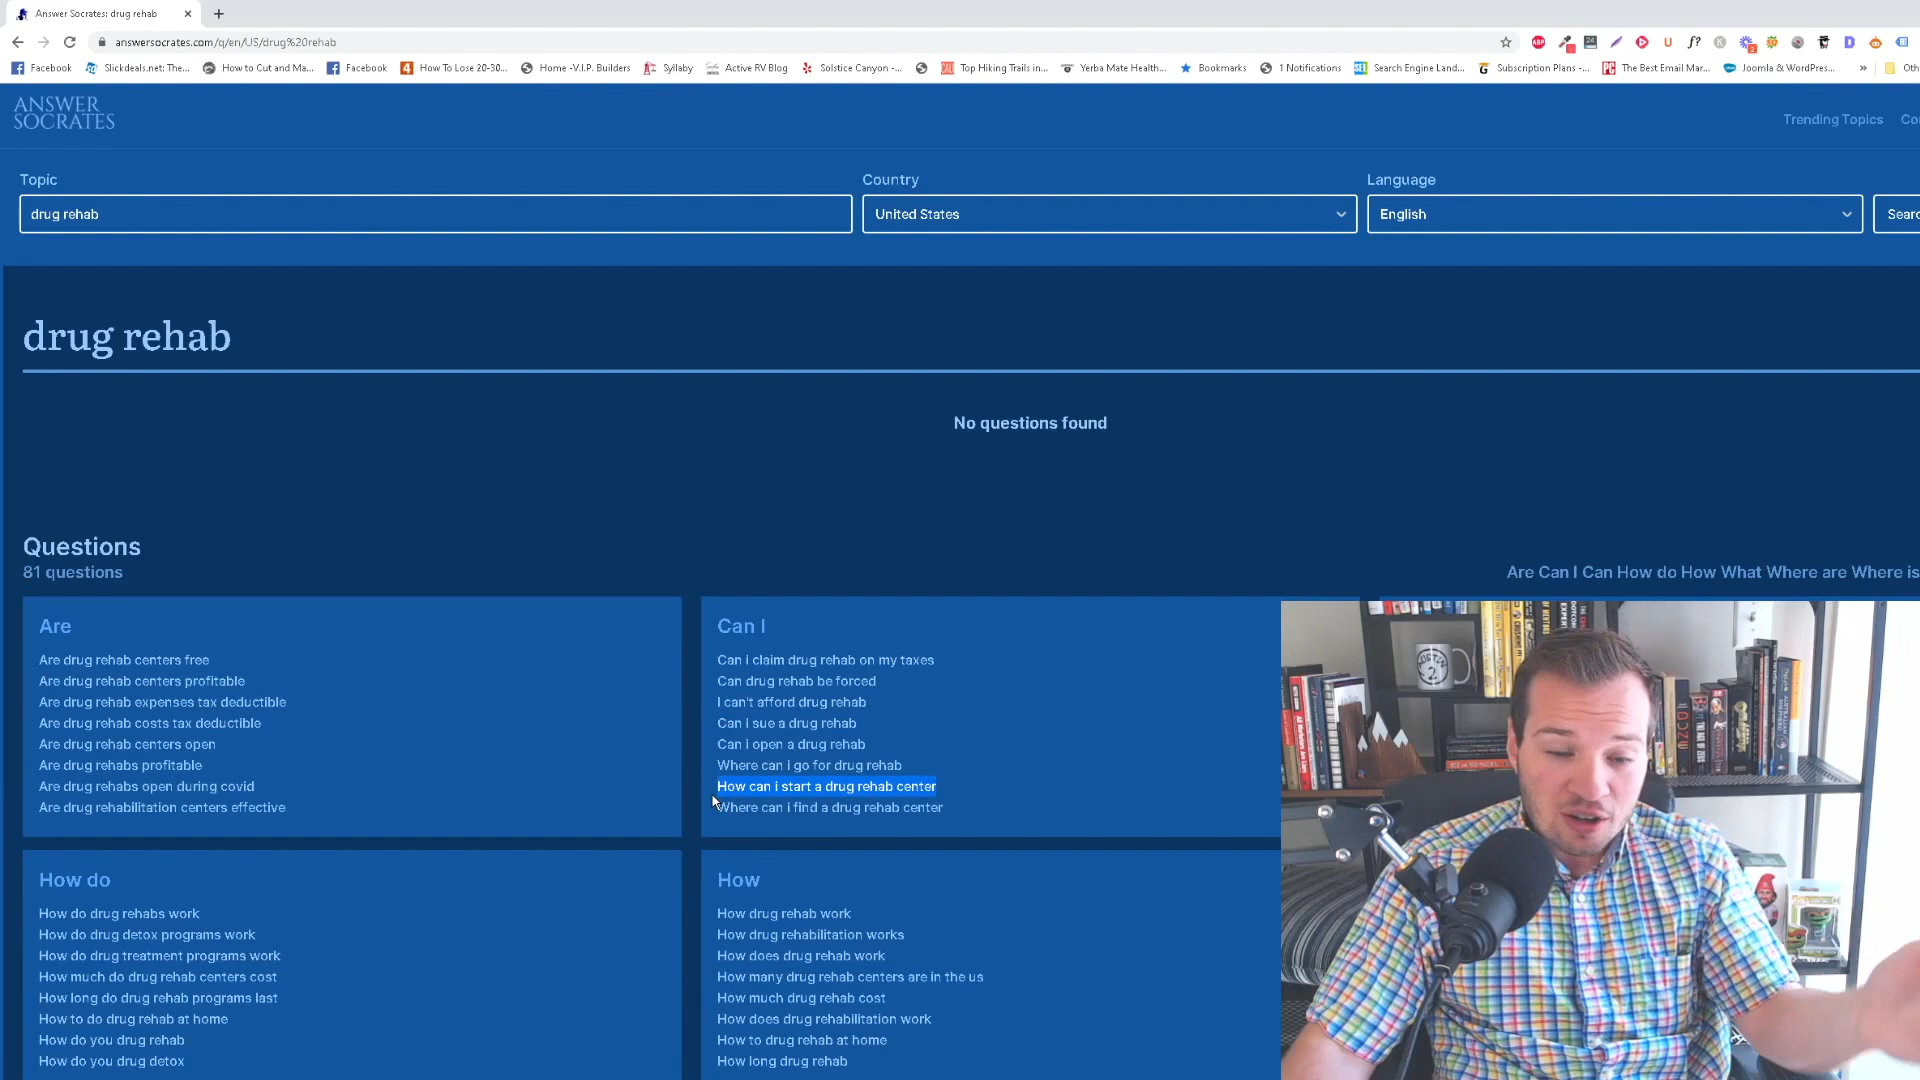 Answer Socrates: drug rehab
answersocrates.com/q/en/US/drug%20rehab
Facebook
Slickdeals.net: The...
How to Cut and Ma...
Facebook
How To Lose 20-30...
Home -V.I.P. Builders
Syllaby
Active RV Blog
Solstice Canyon -...
Top Hiking Trails in...
Yerba Mate Health...
Bookmarks
1 Notifications
Search Engine Land...
Subscription Plans -...
The Best Email Mar...
Joomla & WordPres...
Oth
ANSWER
SOCRATES
Trending Topics
Co
Topic
Country
Language
drug rehab
United States
English
Searc
drug rehab
No questions found
Questions
81 questions
Are Can I Can How do How What Where are Where is
Are
Are drug rehab centers free
Are drug rehab centers profitable
Are drug rehab expenses tax deductible
Are drug rehab costs tax deductible
Are drug rehab centers open
Are drug rehabs profitable
Are drug rehabs open during covid
Are drug rehabilitation centers effective
Can I
Can i claim drug rehab on my taxes
Can drug rehab be forced
I can't afford drug rehab
Can i sue a drug rehab
Can i open a drug rehab
Where can i go for drug rehab
How can i start a drug rehab center
Where can i find a drug rehab center
How do
How do drug rehabs work
How do drug detox programs work
How do drug treatment programs work
How much do drug rehab centers cost
How long do drug rehab programs last
How to do drug rehab at home
How do you drug rehab
How do you drug detox
How
How drug rehab work
How drug rehabilitation works
How does drug rehab work
How many drug rehab centers are in the us
How much drug rehab cost
How does drug rehabilitation work
How to drug rehab at home
How long drug rehab